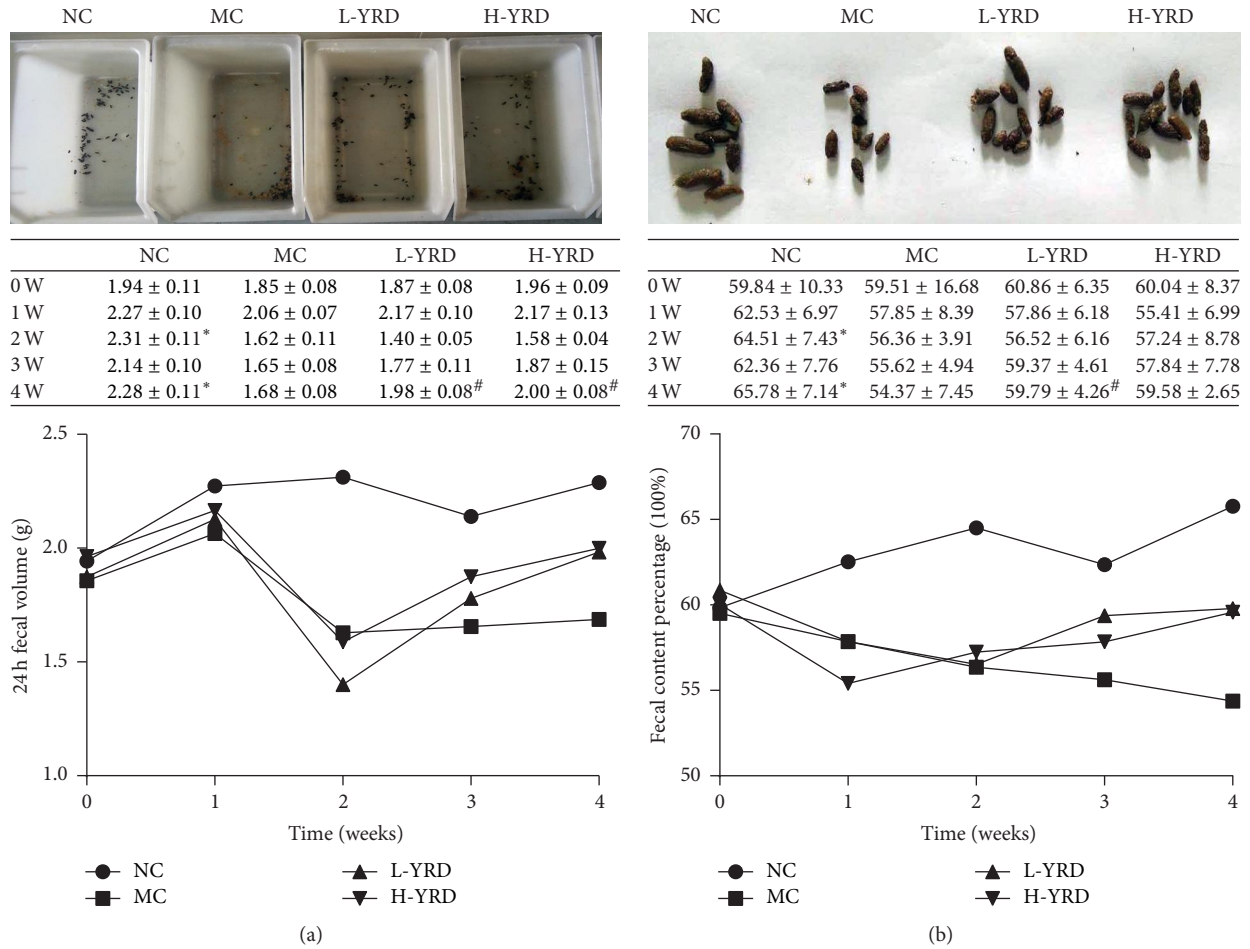 NC MC L-YRD H-YRD
NC MC L-YRD H-YRD
NC MC L-YRD H-YRD
0 W 1.94 ± 0.11 1.85 ± 0.08 1.87 ± 0.08 1.96 ± 0.09
1 W 2.27 ± 0.10 2.06 ± 0.07 2.17 ± 0.10 2.17 ± 0.13
2 W 2.31 ± 0.11* 1.62 ± 0.11 1.40 ± 0.05 1.58 ± 0.04
3 W 2.14 ± 0.10 1.65 ± 0.08 1.77 ± 0.11 1.87 ± 0.15
4 W 2.28 ± 0.11* 1.68 ± 0.08 1.98 ± 0.08# 2.00 ± 0.08#
NC MC L-YRD H-YRD
0 W 59.84 ± 10.33 59.51 ± 16.68 60.86 ± 6.35 60.04 ± 8.37
1 W 62.53 ± 6.97 57.85 ± 8.39 57.86 ± 6.18 55.41 ± 6.99
2 W 64.51 ± 7.43* 56.36 ± 3.91 56.52 ± 6.16 57.24 ± 8.78
3 W 62.36 ± 7.76 55.62 ± 4.94 59.37 ± 4.61 57.84 ± 7.78
4 W 65.78 ± 7.14* 54.37 ± 7.45 59.79 ± 4.26# 59.58 ± 2.65
2.5
2.0
1.5
1.0
24 h fecal volume (g)
0 1 2 3 4
Time (weeks)
NC L-YRD
MC H-YRD
(a)
70
65
60
55
50
Fecal content percentage (100%)
0 1 2 3 4
Time (weeks)
NC L-YRD
MC H-YRD
(b)